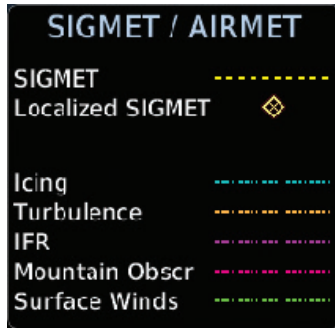 SIGMET / AIRMET
SIGMET
Localized SIGMET
Icing
Turbulence
IFR
Mountain Obscr
Surface Winds